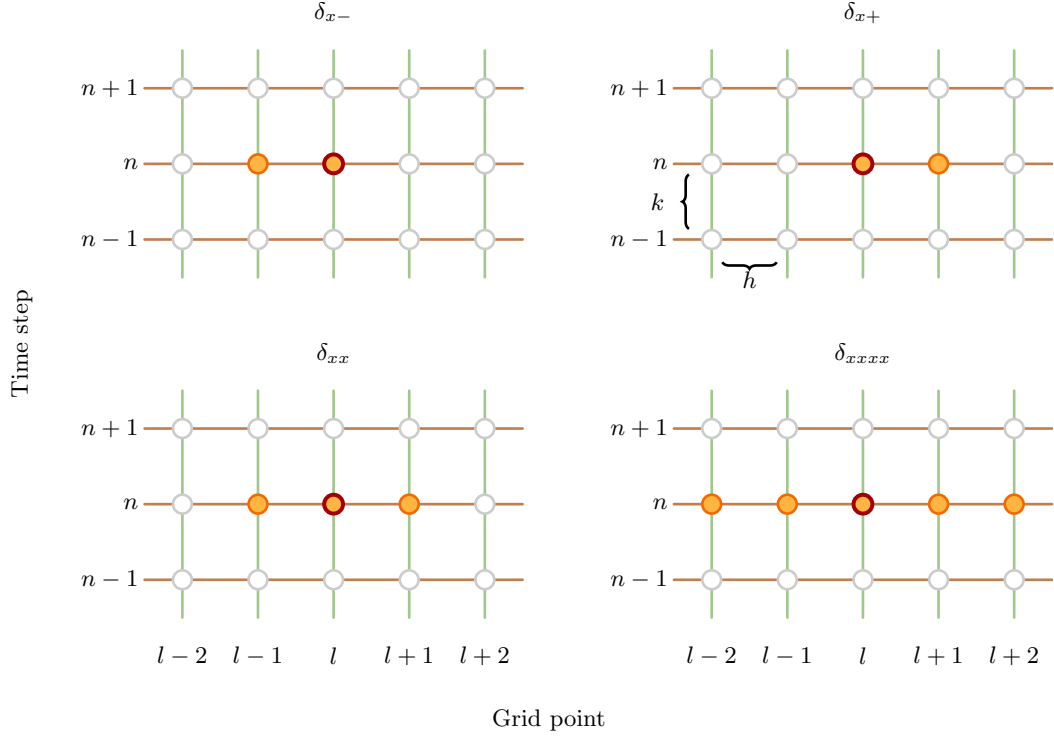 δₓ₋
δₓ₊
n + 1
n
n − 1
n + 1
n
n − 1
k
h
Time step
δₓₓ
δₓₓₓₓ
n + 1
n
n − 1
n + 1
n
n − 1
l − 2 l − 1 l l + 1 l + 2
l − 2 l − 1 l l + 1 l + 2
Grid point